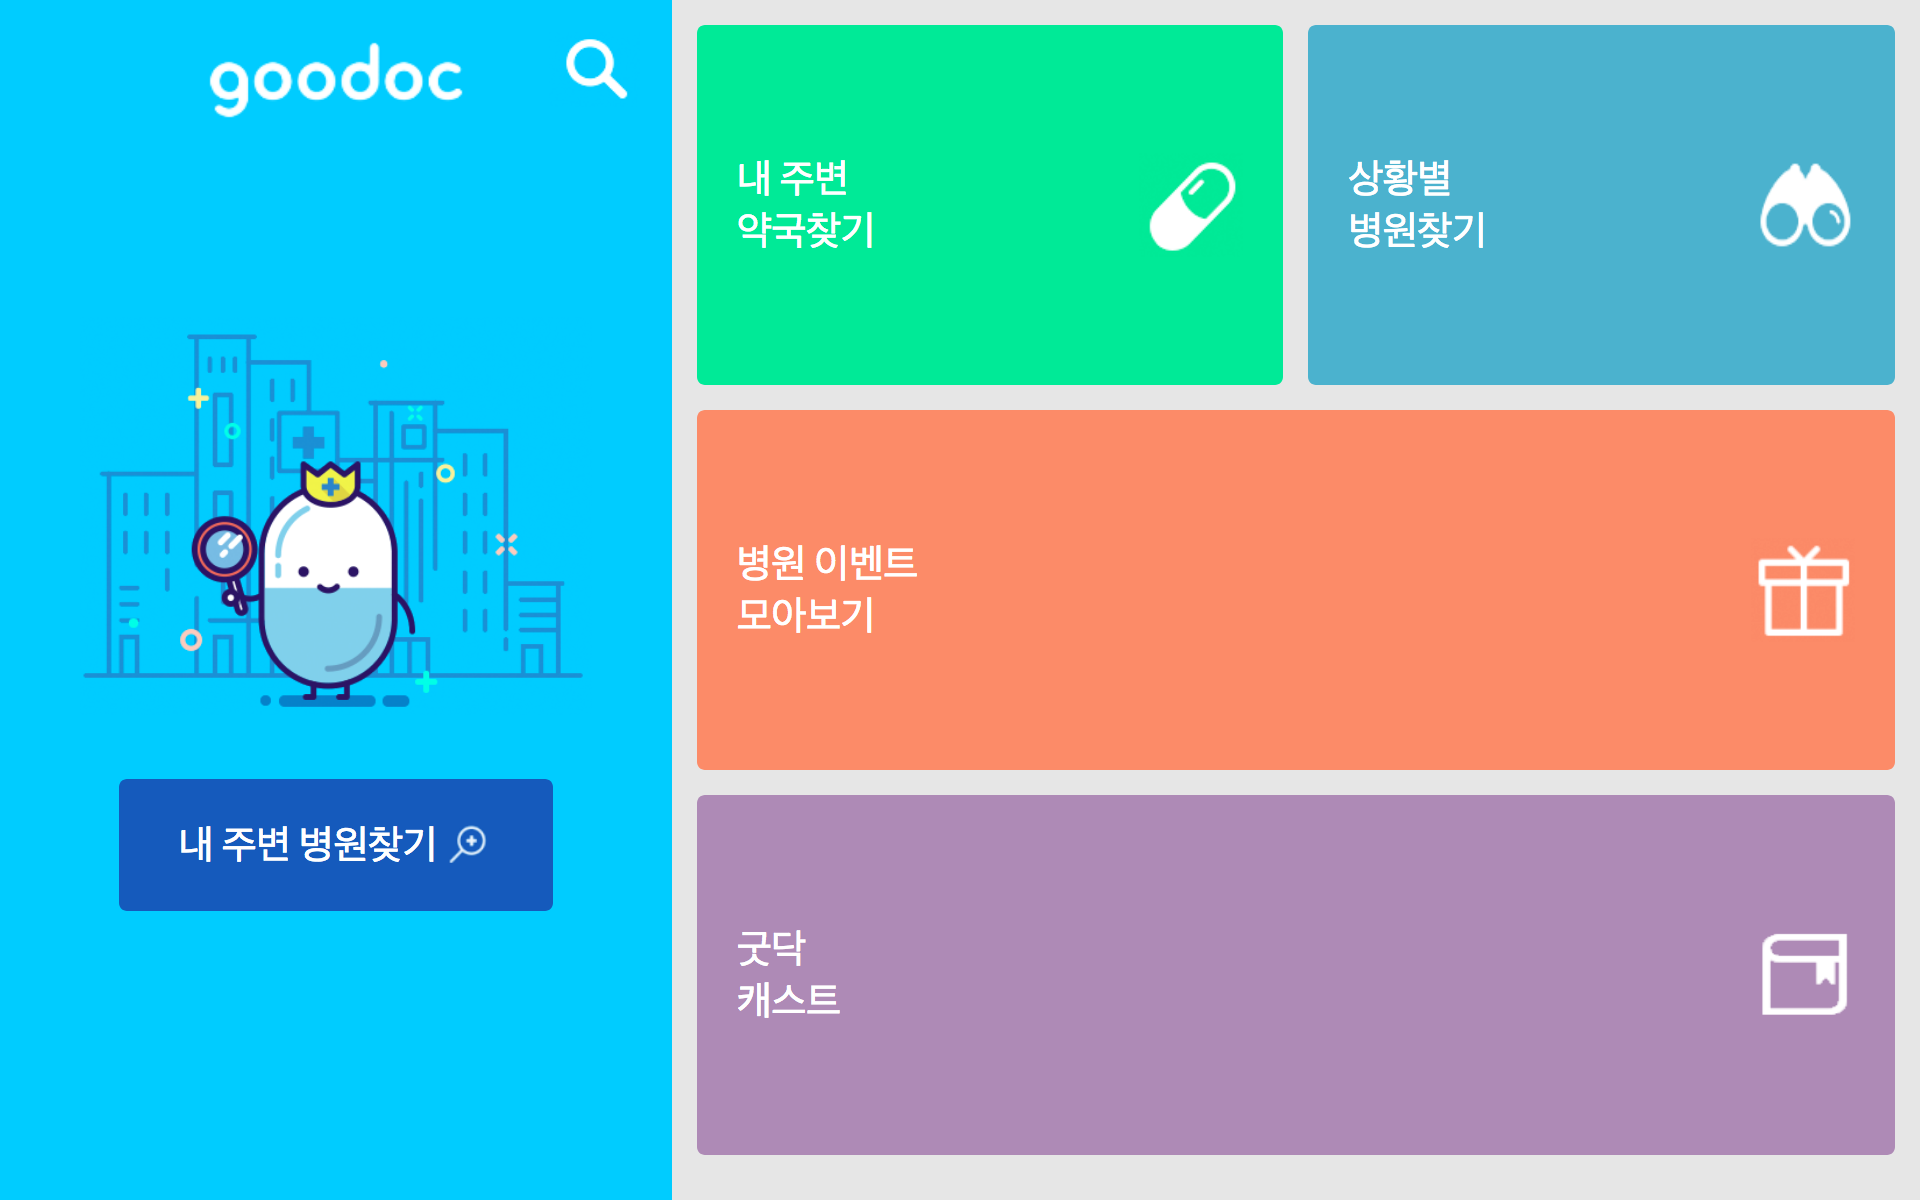 goodoc
내 주변 병원찾기
내 주변
약국찾기
상황별
병원찾기
병원 이벤트
모아보기
굿닥
캐스트